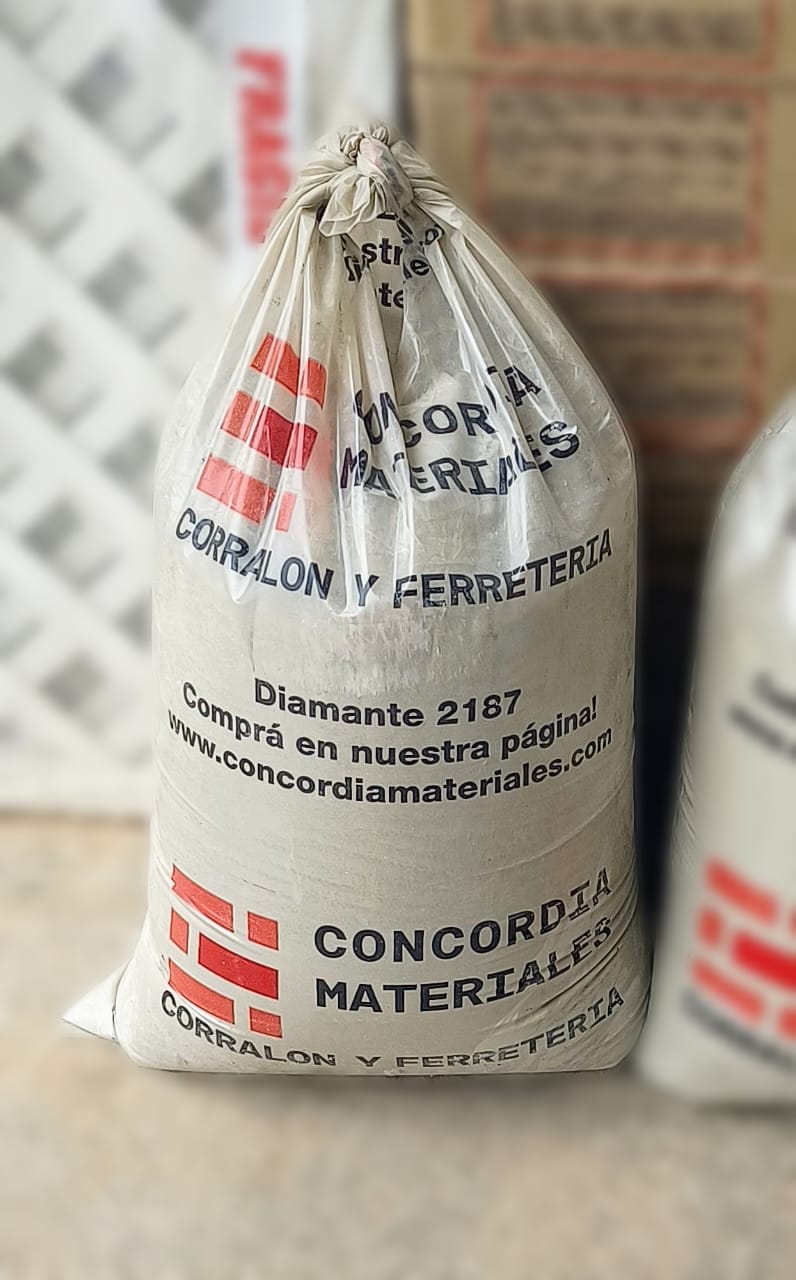 CONCORDIA
MATERIALES
CORRALON Y FERRETERIA
Diamante 2187
Comprá en nuestra página!
www.concordiamateriales.com
CONCORDIA
MATERIALES
CORRALON Y FERRETERIA